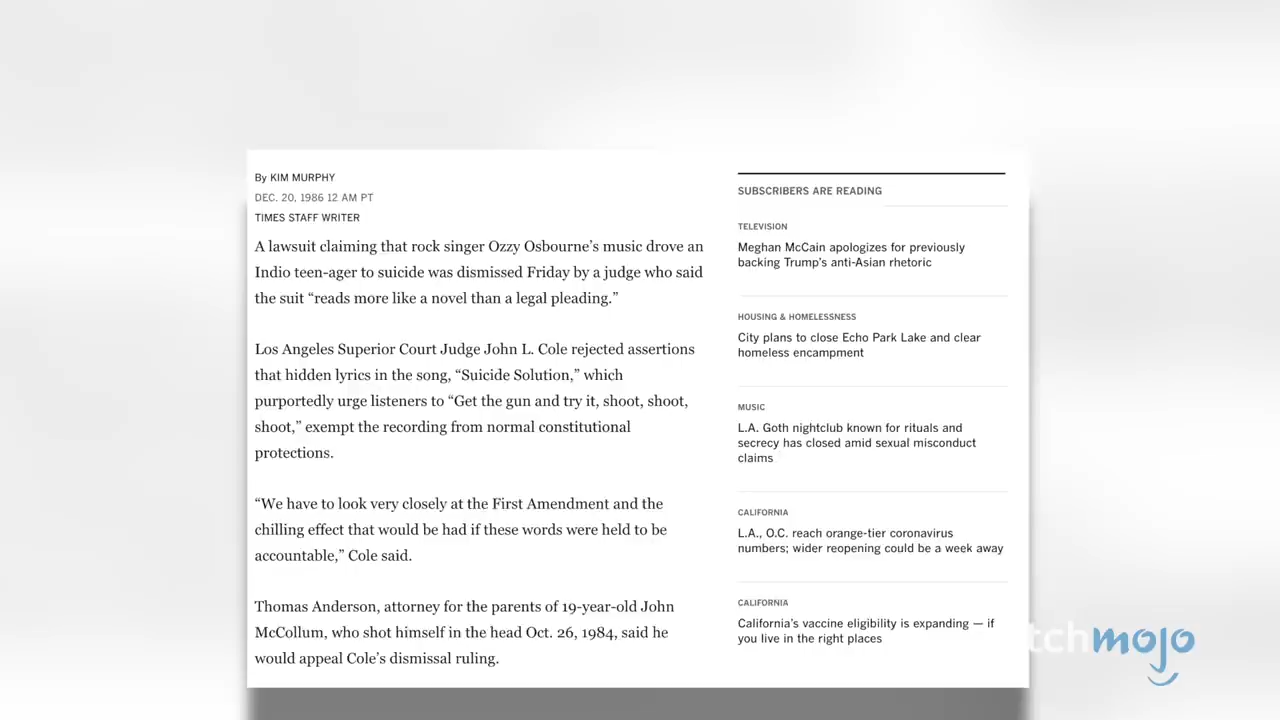 By KIM MURPHY
DEC. 20, 1986 12 AM PT
TIMES STAFF WRITER
A lawsuit claiming that rock singer Ozzy Osbourne’s music drove an
Indio teen-ager to suicide was dismissed Friday by a judge who said
the suit “reads more like a novel than a legal pleading.”
Los Angeles Superior Court Judge John L. Cole rejected assertions
that hidden lyrics in the song, “Suicide Solution,” which
purportedly urge listeners to “Get the gun and try it, shoot, shoot,
shoot,” exempt the recording from normal constitutional
protections.
“We have to look very closely at the First Amendment and the
chilling effect that would be had if these words were held to be
accountable,” Cole said.
Thomas Anderson, attorney for the parents of 19-year-old John
McCollum, who shot himself in the head Oct. 26, 1984, said he
would appeal Cole’s dismissal ruling.
SUBSCRIBERS ARE READING
TELEVISION
Meghan McCain apologizes for previously
backing Trump’s anti-Asian rhetoric
HOUSING & HOMELESSNESS
City plans to close Echo Park Lake and clear
homeless encampment
MUSIC
L.A. Goth nightclub known for rituals and
secrecy has closed amid sexual misconduct
claims
CALIFORNIA
L.A., O.C. reach orange-tier coronavirus
numbers; wider reopening could be a week away
CALIFORNIA
California’s vaccine eligibility is expanding — if
you live in the right places
tchmojo